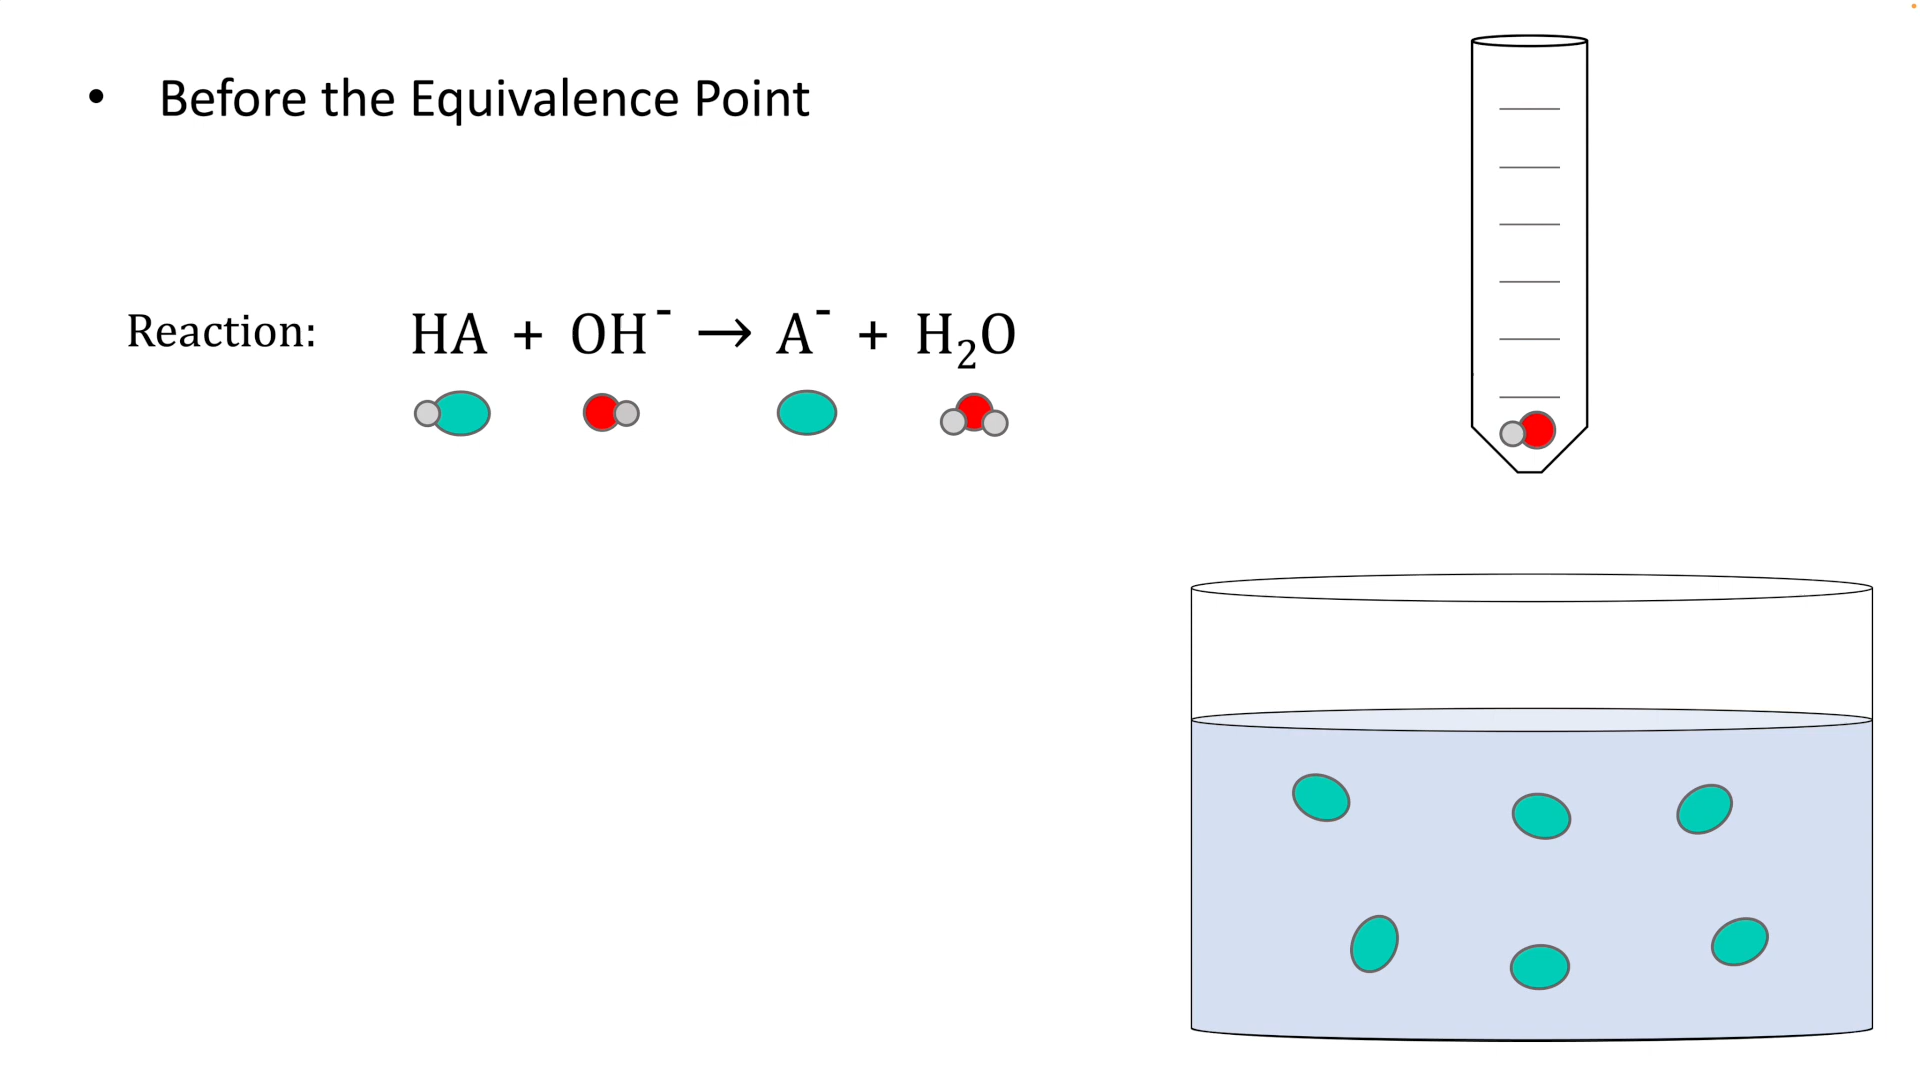 • Before the Equivalence Point
Reaction: HA + OH⁻ → A⁻ + H₂O